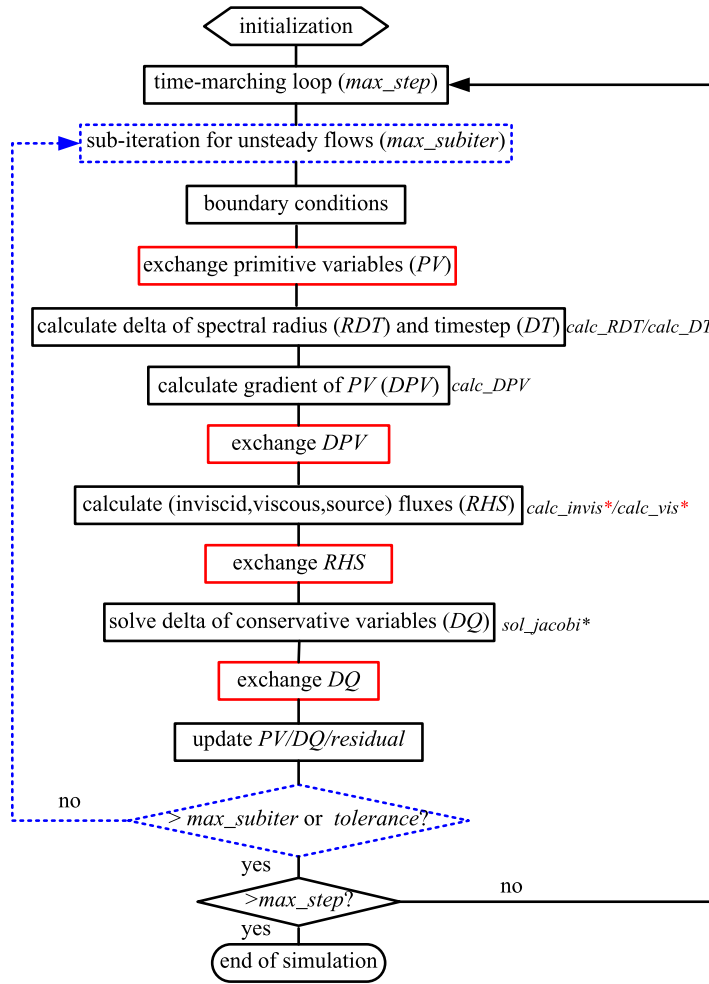 initialization
time-marching loop (max_step)
sub-iteration for unsteady flows (max_subiter)
boundary conditions
exchange primitive variables (PV)
calculate delta of spectral radius (RDT) and timestep (DT) calc_RDT/calc_DT
calculate gradient of PV (DPV) calc_DPV
exchange DPV
calculate (inviscid,viscous,source) fluxes (RHS) calc_invis*/calc_vis*
exchange RHS
solve delta of conservative variables (DQ) sol_jacobi*
exchange DQ
update PV/DQ/residual
no
> max_subiter or tolerance?
yes
>max_step?
no
yes
end of simulation